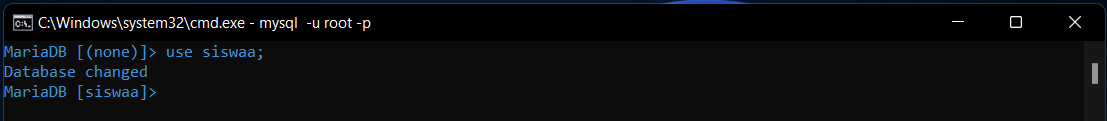 C:\Windows\system32\cmd.exe - mysql  -u root -p
MariaDB [(none)]> use siswaa;
Database changed
MariaDB [siswaa]>